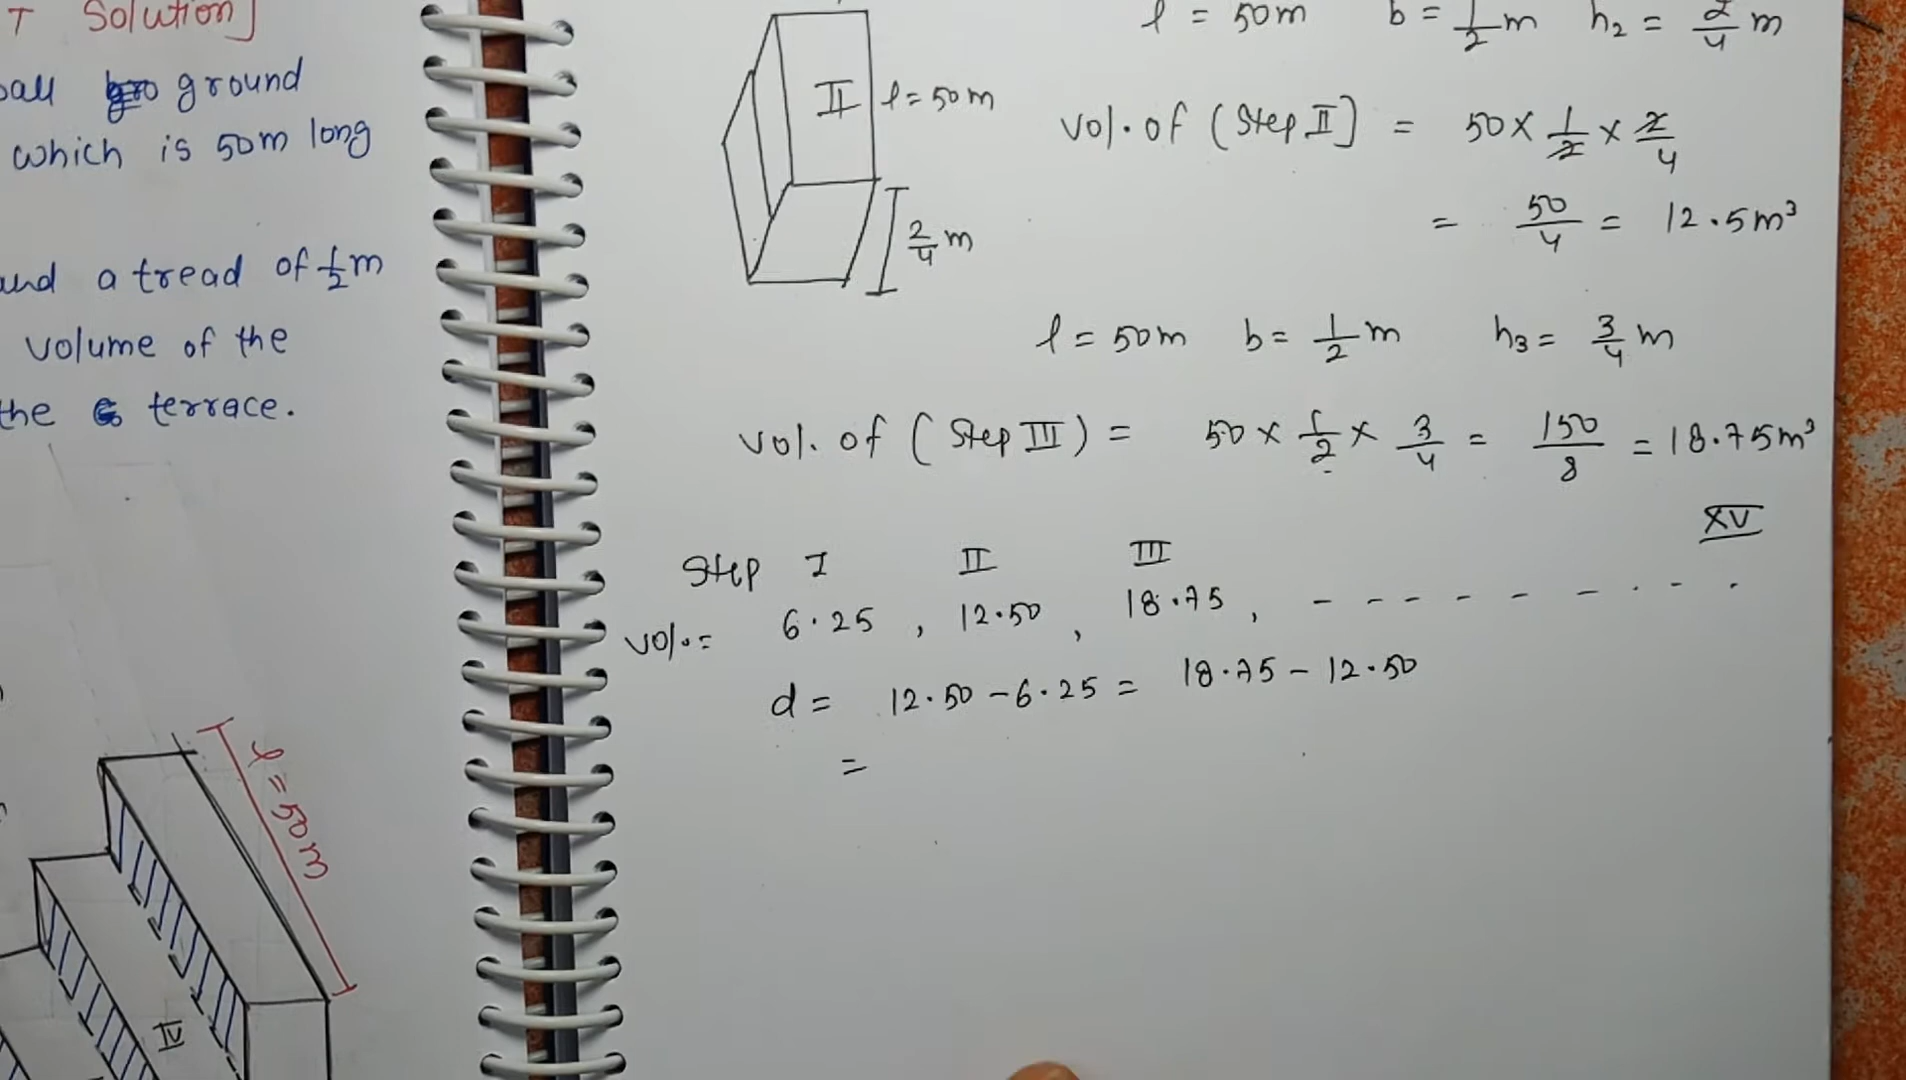 T Solution]
ball ground
which is 50m long
and a tread of 1/2 m
volume of the
the terrace.
l = 50m
IV
II l = 50m
2/4 m
l = 50m b = 1/2 m h2 = 2/4 m
Vol. of (Step II] = 50 × 1/2 × 2/4
= 50/4 = 12.5m³
l = 50m b = 1/2 m h3 = 3/4 m
Vol. of (Step III) = 50 × 1/2 × 3/4 = 150/8 = 18.75m³
Step I II III XV
Vol. = 6.25 , 12.50 , 18.75 , - - - - - - . - .
d = 12.50 - 6.25 = 18.75 - 12.50
=